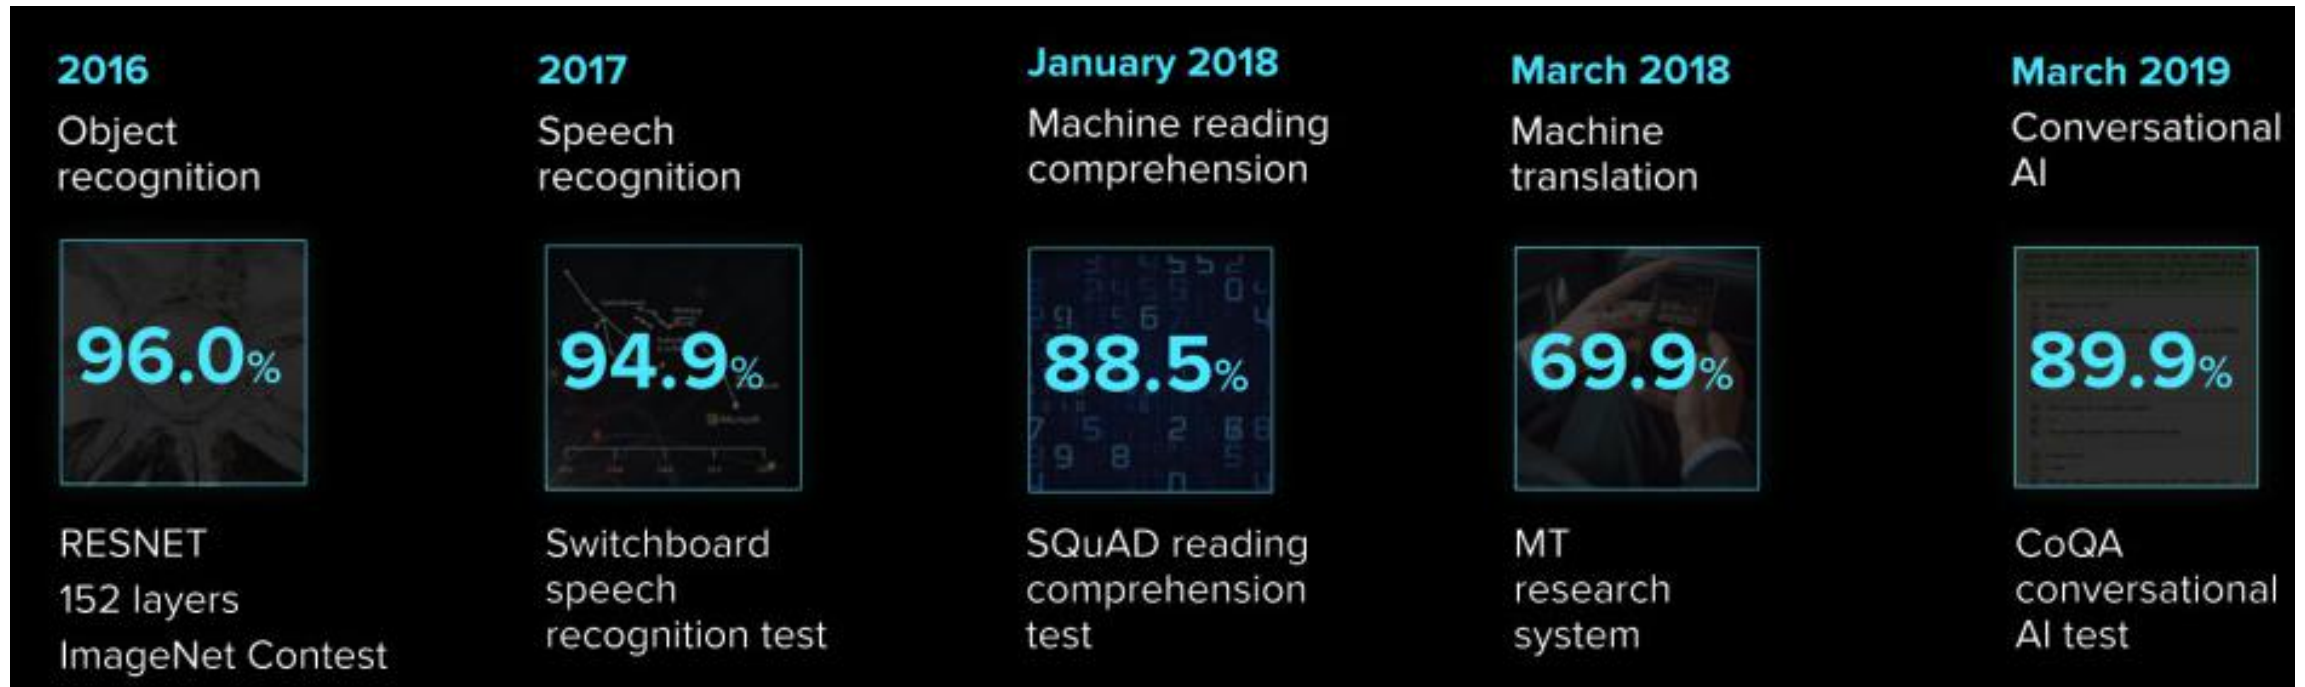 2016
Object
recognition
96.0%
RESNET
152 layers
ImageNet Contest
2017
Speech
recognition
94.9%
Switchboard
speech
recognition test
January 2018
Machine reading
comprehension
88.5%
SQuAD reading
comprehension
test
March 2018
Machine
translation
69.9%
MT
research
system
March 2019
Conversational
AI
89.9%
CoQA
conversational
AI test